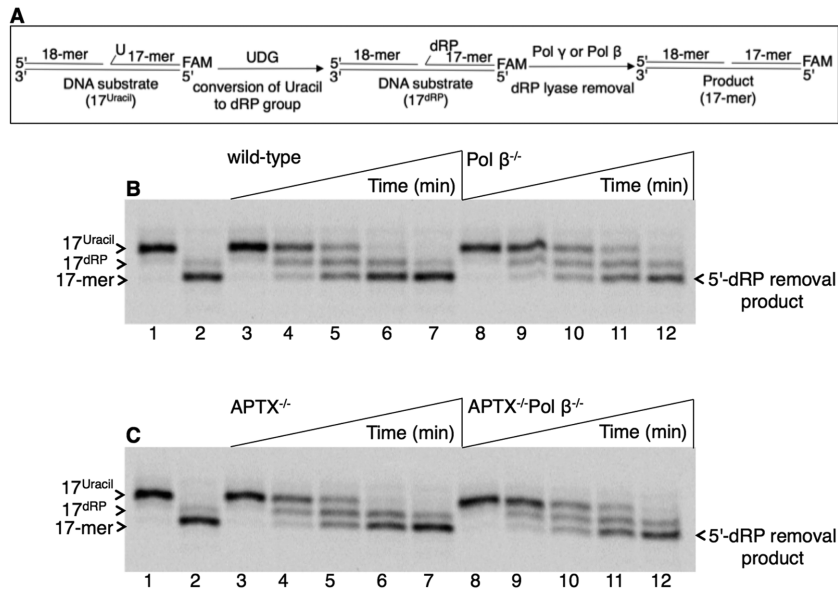 A
5' 18-mer U 17-mer FAM UDG 5' 18-mer dRP 17-mer FAM Pol γ or Pol β 18-mer 17-mer FAM
3' 5' 3' 5' 5' 3' 5'
DNA substrate conversion of Uracil DNA substrate dRP lyase removal Product
(17Uracil) to dRP group (17dRP) (17-mer)
wild-type Pol β-/-
B Time (min) Time (min)
17Uracil
17dRP
17-mer 5'-dRP removal
product
1 2 3 4 5 6 7 8 9 10 11 12
APTX-/- APTX-/-Pol β-/-
C Time (min) Time (min)
17Uracil
17dRP
17-mer 5'-dRP removal
product
1 2 3 4 5 6 7 8 9 10 11 12